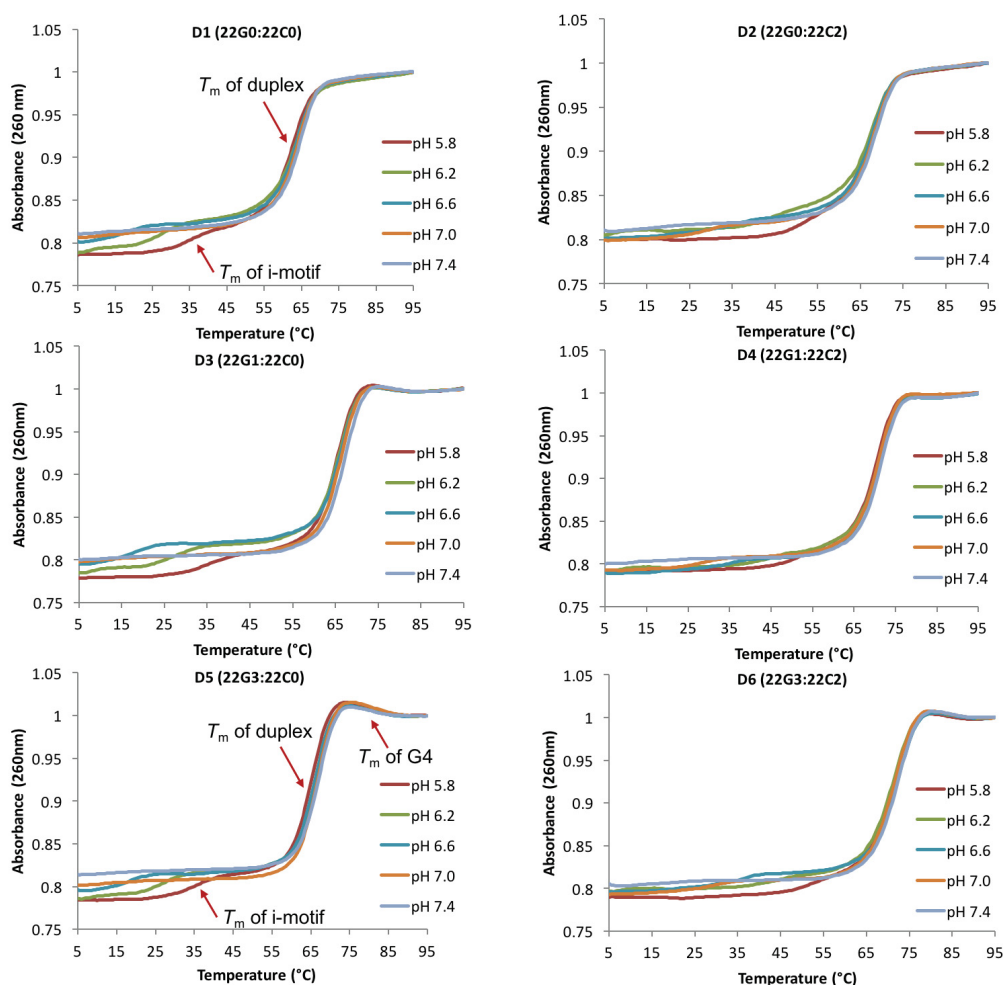 D1 (22G0:22C0)
Absorbance (260nm)
1.05
1
0.95
0.9
0.85
0.8
0.75
Tm of duplex
Tm of i-motif
pH 5.8
pH 6.2
pH 6.6
pH 7.0
pH 7.4
5 15 25 35 45 55 65 75 85 95
Temperature (°C)
D2 (22G0:22C2)
Absorbance (260nm)
1.05
1
0.95
0.9
0.85
0.8
0.75
pH 5.8
pH 6.2
pH 6.6
pH 7.0
pH 7.4
5 15 25 35 45 55 65 75 85 95
Temperature (°C)
D3 (22G1:22C0)
Absorbance (260nm)
1.05
1
0.95
0.9
0.85
0.8
0.75
pH 5.8
pH 6.2
pH 6.6
pH 7.0
pH 7.4
5 15 25 35 45 55 65 75 85 95
Temperature (°C)
D4 (22G1:22C2)
Absorbance (260nm)
1.05
1
0.95
0.9
0.85
0.8
0.75
pH 5.8
pH 6.2
pH 6.6
pH 7.0
pH 7.4
5 15 25 35 45 55 65 75 85 95
Temperature (°C)
D5 (22G3:22C0)
Absorbance (260nm)
1.05
1
0.95
0.9
0.85
0.8
0.75
Tm of duplex
Tm of G4
Tm of i-motif
pH 5.8
pH 6.2
pH 6.6
pH 7.0
pH 7.4
5 15 25 35 45 55 65 75 85 95
Temperature (°C)
D6 (22G3:22C2)
Absorbance (260nm)
1.05
1
0.95
0.9
0.85
0.8
0.75
pH 5.8
pH 6.2
pH 6.6
pH 7.0
pH 7.4
5 15 25 35 45 55 65 75 85 95
Temperature (°C)